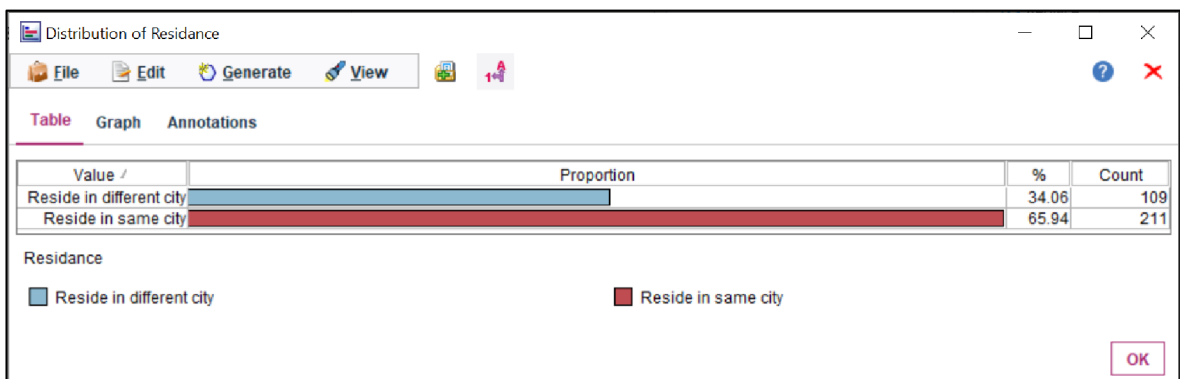 Distribution of Residance
File Edit Generate View
Table Graph Annotations
Value Proportion % Count
Reside in different city 34.06 109
Reside in same city 65.94 211
Residance
Reside in different city Reside in same city
OK